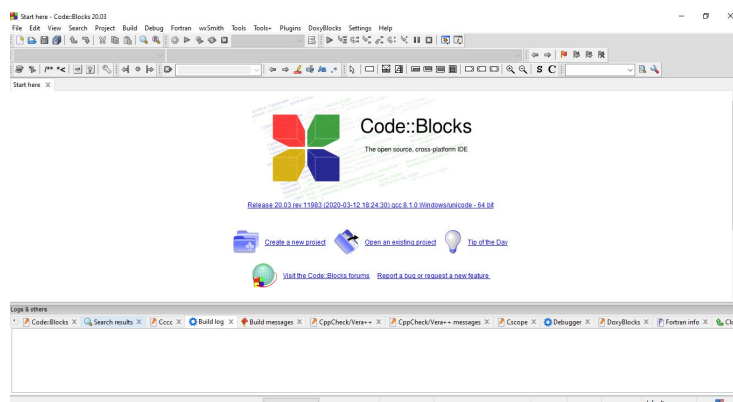 Start here - Code::Blocks 20.03
File Edit View Search Project Build Debug Fortran wxSmith Tools Tools+ Plugins DoxyBlocks Settings Help
/** *<
S C
Start here X
Code::Blocks
The open source, cross-platform IDE
Release 20.03 rev 11983 (2020-03-12 18:24:30) gcc 8.1.0 Windows/unicode - 64 bit
Create a new project Open an existing project Tip of the Day
Visit the Code::Blocks forums Report a bug or request a new feature
Logs & others
Code::Blocks X Search results X Cccc X Build log X Build messages X CppCheck/Vera++ X CppCheck/Vera++ messages X Cscope X Debugger X DoxyBlocks X Fortran info X Clo